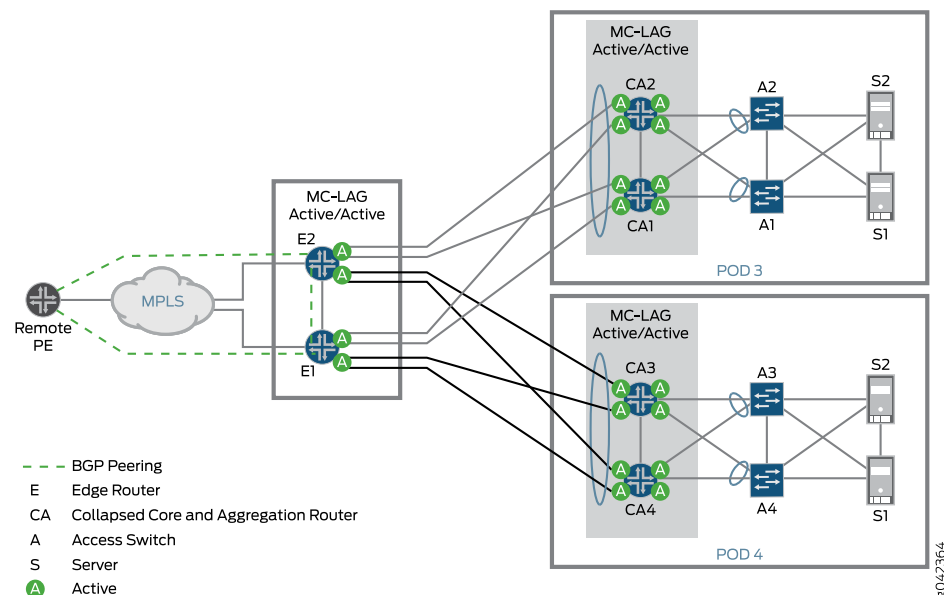 MC-LAG
Active/Active
CA2
A
A
A
A
A2
S2
A
A
A
A
CA1
A1
S1
POD 3
MC-LAG
Active/Active
E2
A
A
MPLS
Remote
PE
A
A
E1
MC-LAG
Active/Active
CA3
A
A
A
A
A3
S2
A
A
A
A
CA4
A4
S1
POD 4
BGP Peering
E Edge Router
CA Collapsed Core and Aggregation Router
A Access Switch
S Server
A Active
g042364